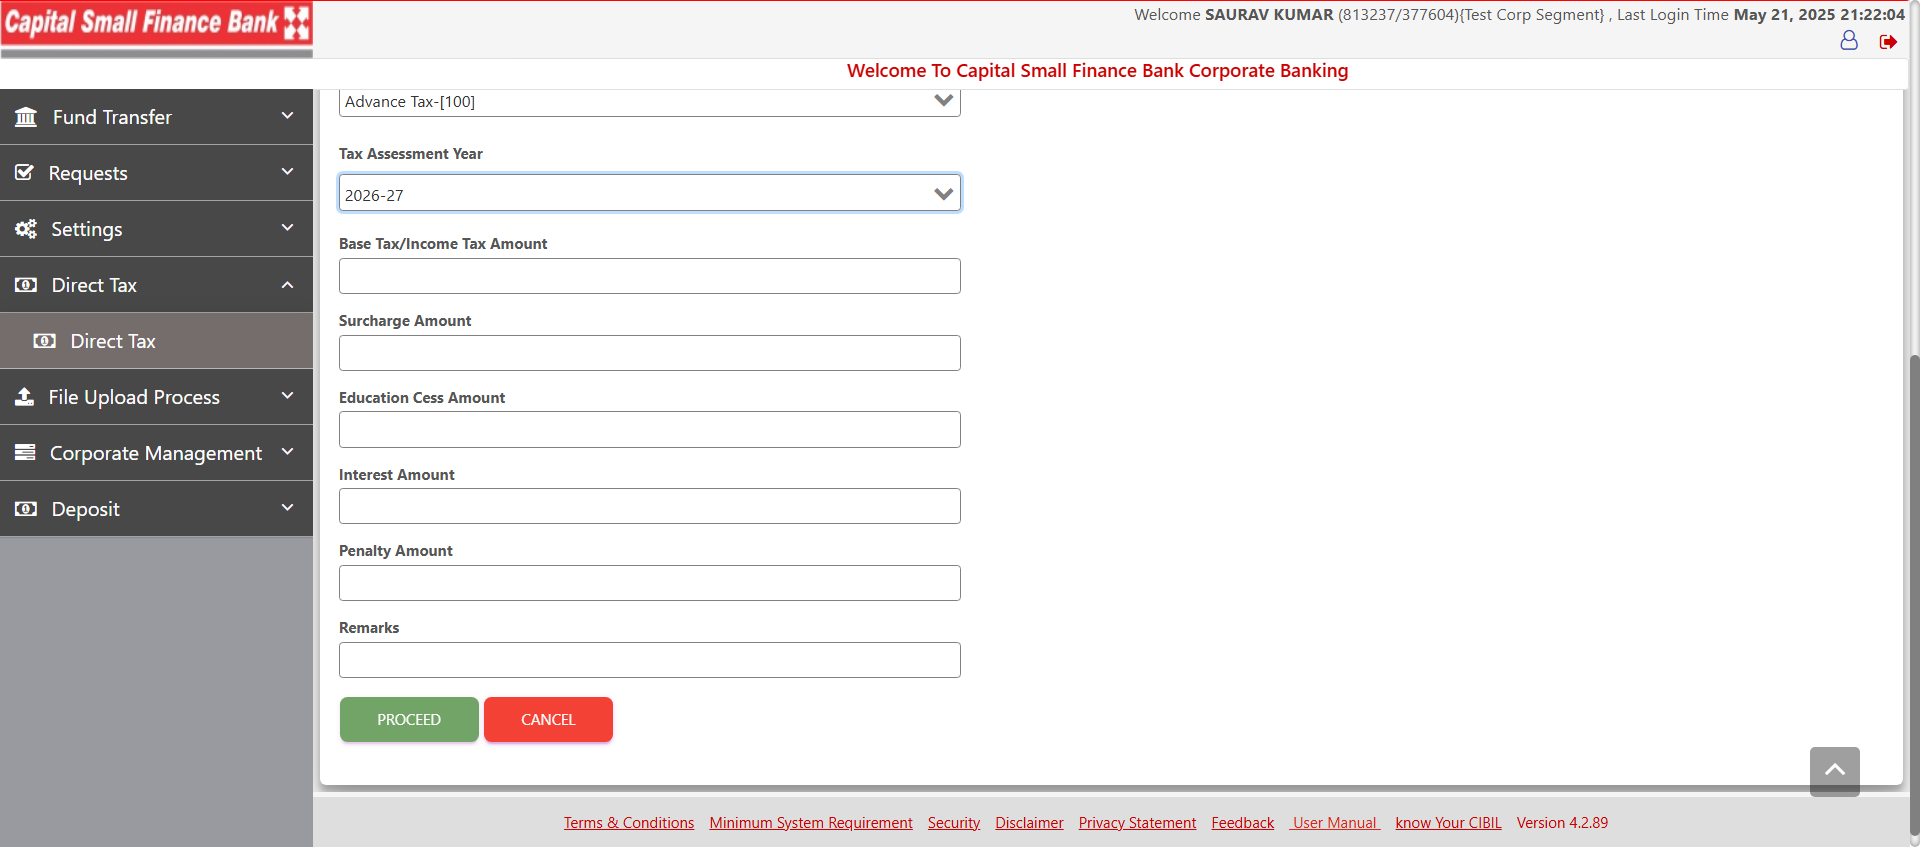 Capital Small Finance Bank
Welcome SAURAV KUMAR (813237/377604){Test Corp Segment} , Last Login Time May 21, 2025 21:22:04
Welcome To Capital Small Finance Bank Corporate Banking
Fund Transfer
Requests
Settings
Direct Tax
Direct Tax
File Upload Process
Corporate Management
Deposit
Advance Tax-[100]
Tax Assessment Year
2026-27
Base Tax/Income Tax Amount
Surcharge Amount
Education Cess Amount
Interest Amount
Penalty Amount
Remarks
PROCEED CANCEL
Terms & Conditions Minimum System Requirement Security Disclaimer Privacy Statement Feedback User Manual know Your CIBIL Version 4.2.89